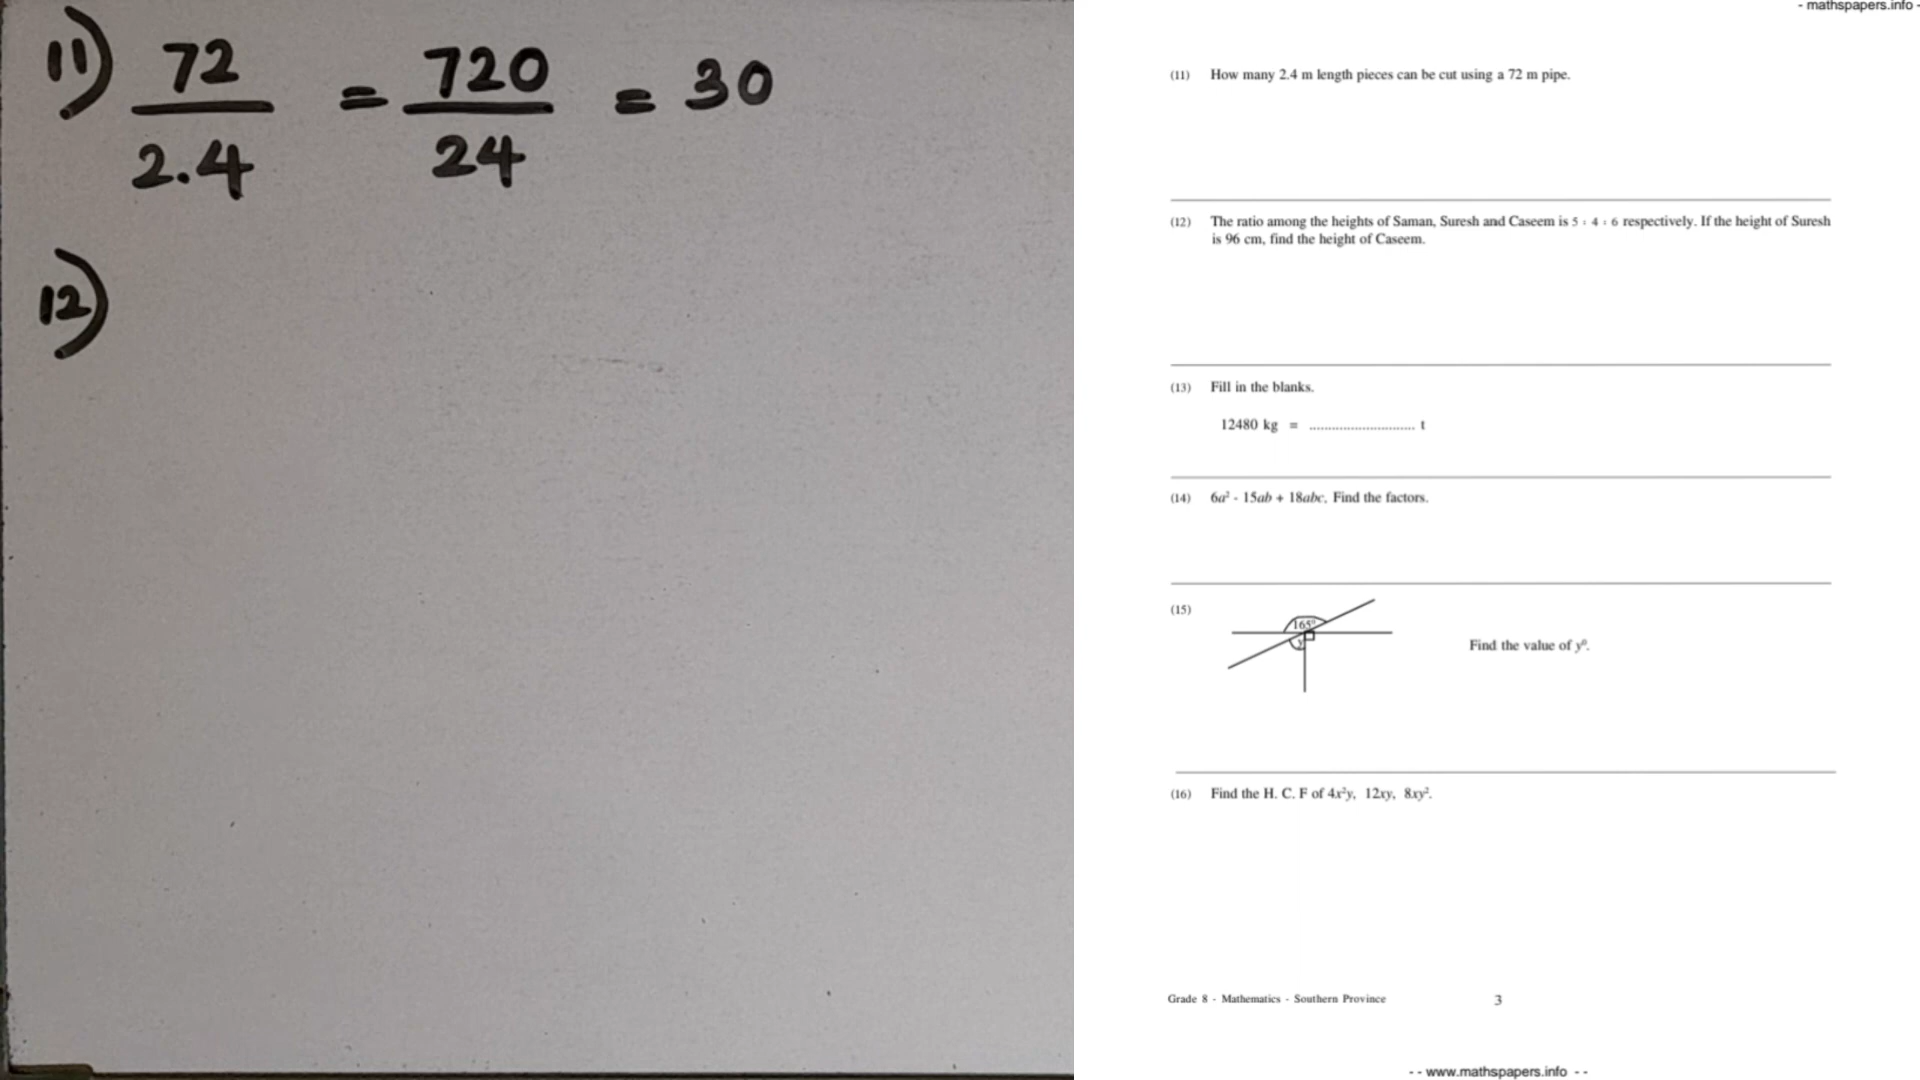 11) 72 / 2.4 = 720 / 24 = 30
12)
- mathspapers.info -
(11) How many 2.4 m length pieces can be cut using a 72 m pipe.
(12) The ratio among the heights of Saman, Suresh and Caseem is 5 : 4 : 6 respectively. If the height of Suresh
is 96 cm, find the height of Caseem.
(13) Fill in the blanks.
12480 kg = ............................ t
(14) 6a² - 15ab + 18abc, Find the factors.
(15)
165⁰
y
Find the value of y⁰.
(16) Find the H. C. F of 4x²y, 12xy, 8xy².
Grade 8 - Mathematics - Southern Province 3
- - www.mathspapers.info - -